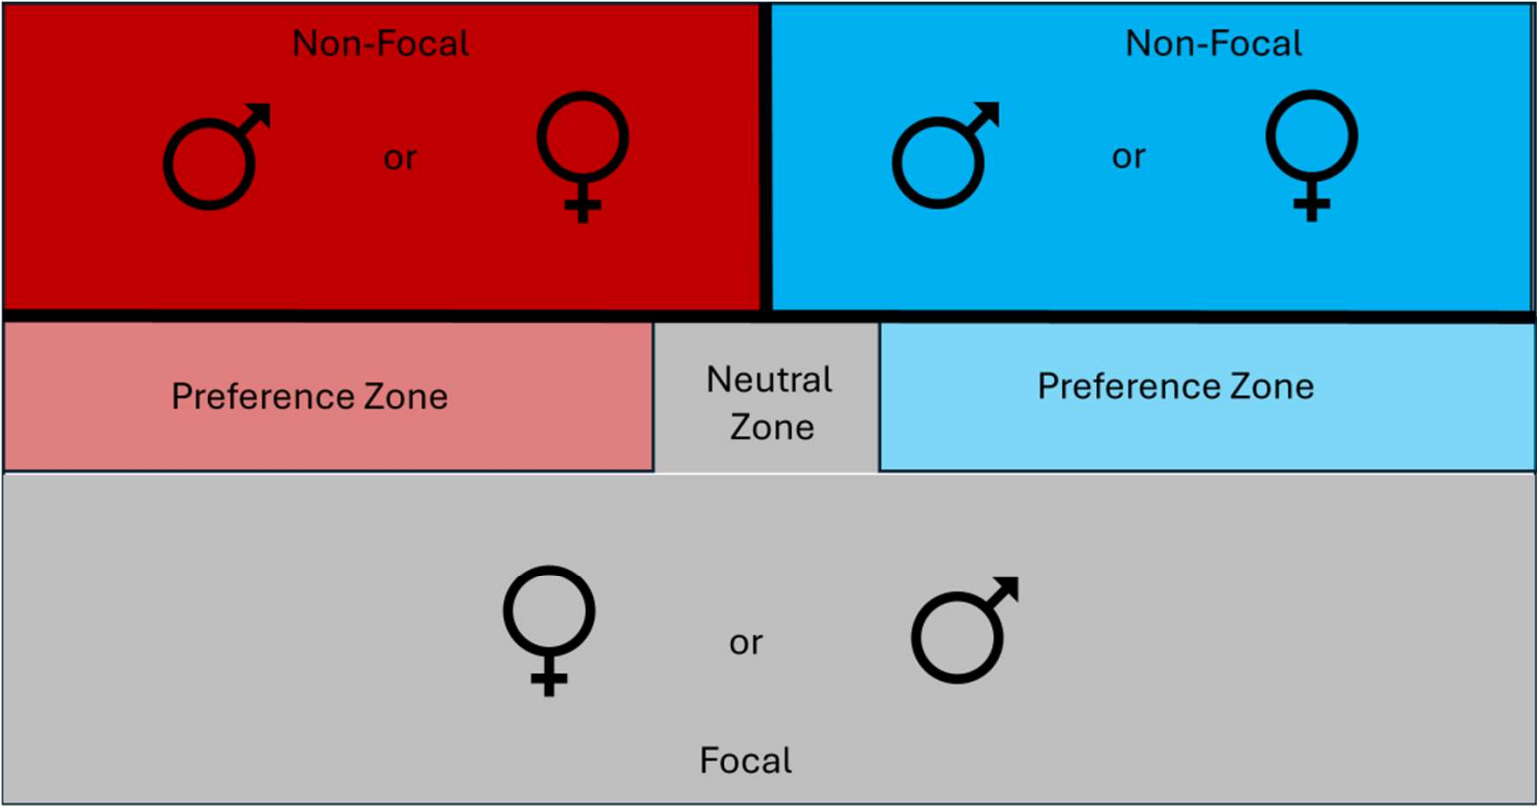 Non-Focal
Non-Focal
or
or
Preference Zone
Neutral
Zone
Preference Zone
or
Focal